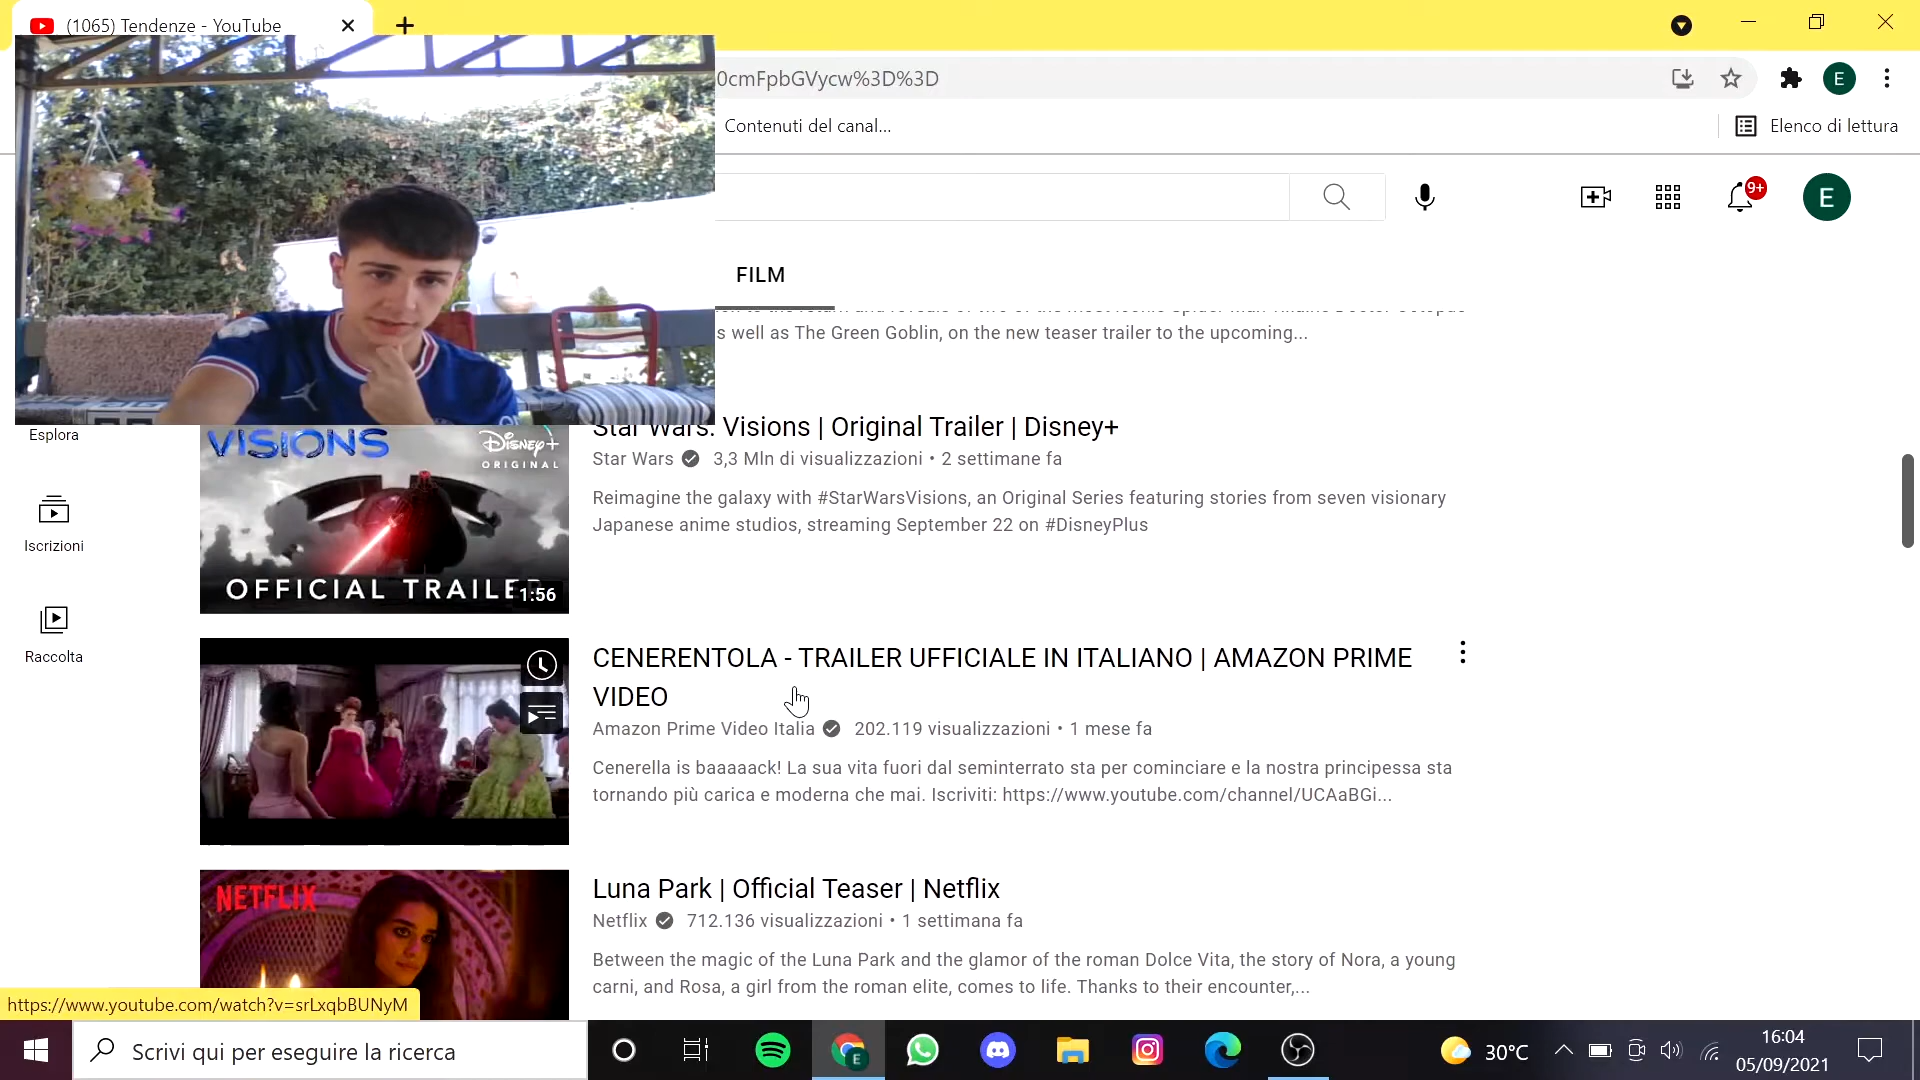 (1065) Tendenze - YouTube
0cmFpbGVycw%3D%3D
E
Contenuti del canal...
Elenco di lettura
9+
E
FILM
s well as The Green Goblin, on the new teaser trailer to the upcoming...
Esplora
Iscrizioni
Raccolta
VISIONS
Disney+
ORIGINAL
OFFICIAL TRAILER
1:56
Star Wars: Visions | Original Trailer | Disney+
Star Wars 3,3 Mln di visualizzazioni • 2 settimane fa
Reimagine the galaxy with #StarWarsVisions, an Original Series featuring stories from seven visionary
Japanese anime studios, streaming September 22 on #DisneyPlus
CENERENTOLA - TRAILER UFFICIALE IN ITALIANO | AMAZON PRIME
VIDEO
Amazon Prime Video Italia 202.119 visualizzazioni • 1 mese fa
Cenerella is baaaaack! La sua vita fuori dal seminterrato sta per cominciare e la nostra principessa sta
tornando più carica e moderna che mai. Iscriviti: https://www.youtube.com/channel/UCAaBGi...
NETFLIX
Luna Park | Official Teaser | Netflix
Netflix 712.136 visualizzazioni • 1 settimana fa
Between the magic of the Luna Park and the glamor of the roman Dolce Vita, the story of Nora, a young
carni, and Rosa, a girl from the roman elite, comes to life. Thanks to their encounter,...
https://www.youtube.com/watch?v=srLxqbBUNyM
Scrivi qui per eseguire la ricerca
E
30°C
16:04
05/09/2021